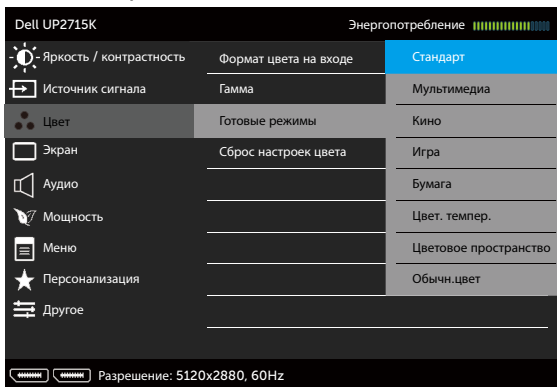 Dell UP2715K
Энергопотребление
Яркость / контрастность
Формат цвета на входе
Стандарт
Источник сигнала
Гамма
Мультимедиа
Цвет
Готовые режимы
Кино
Экран
Сброс настроек цвета
Игра
Аудио
Бумага
Мощность
Цвет. темпер.
Меню
Цветовое пространство
Персонализация
Обычн.цвет
Другое
Разрешение: 5120x2880, 60Hz